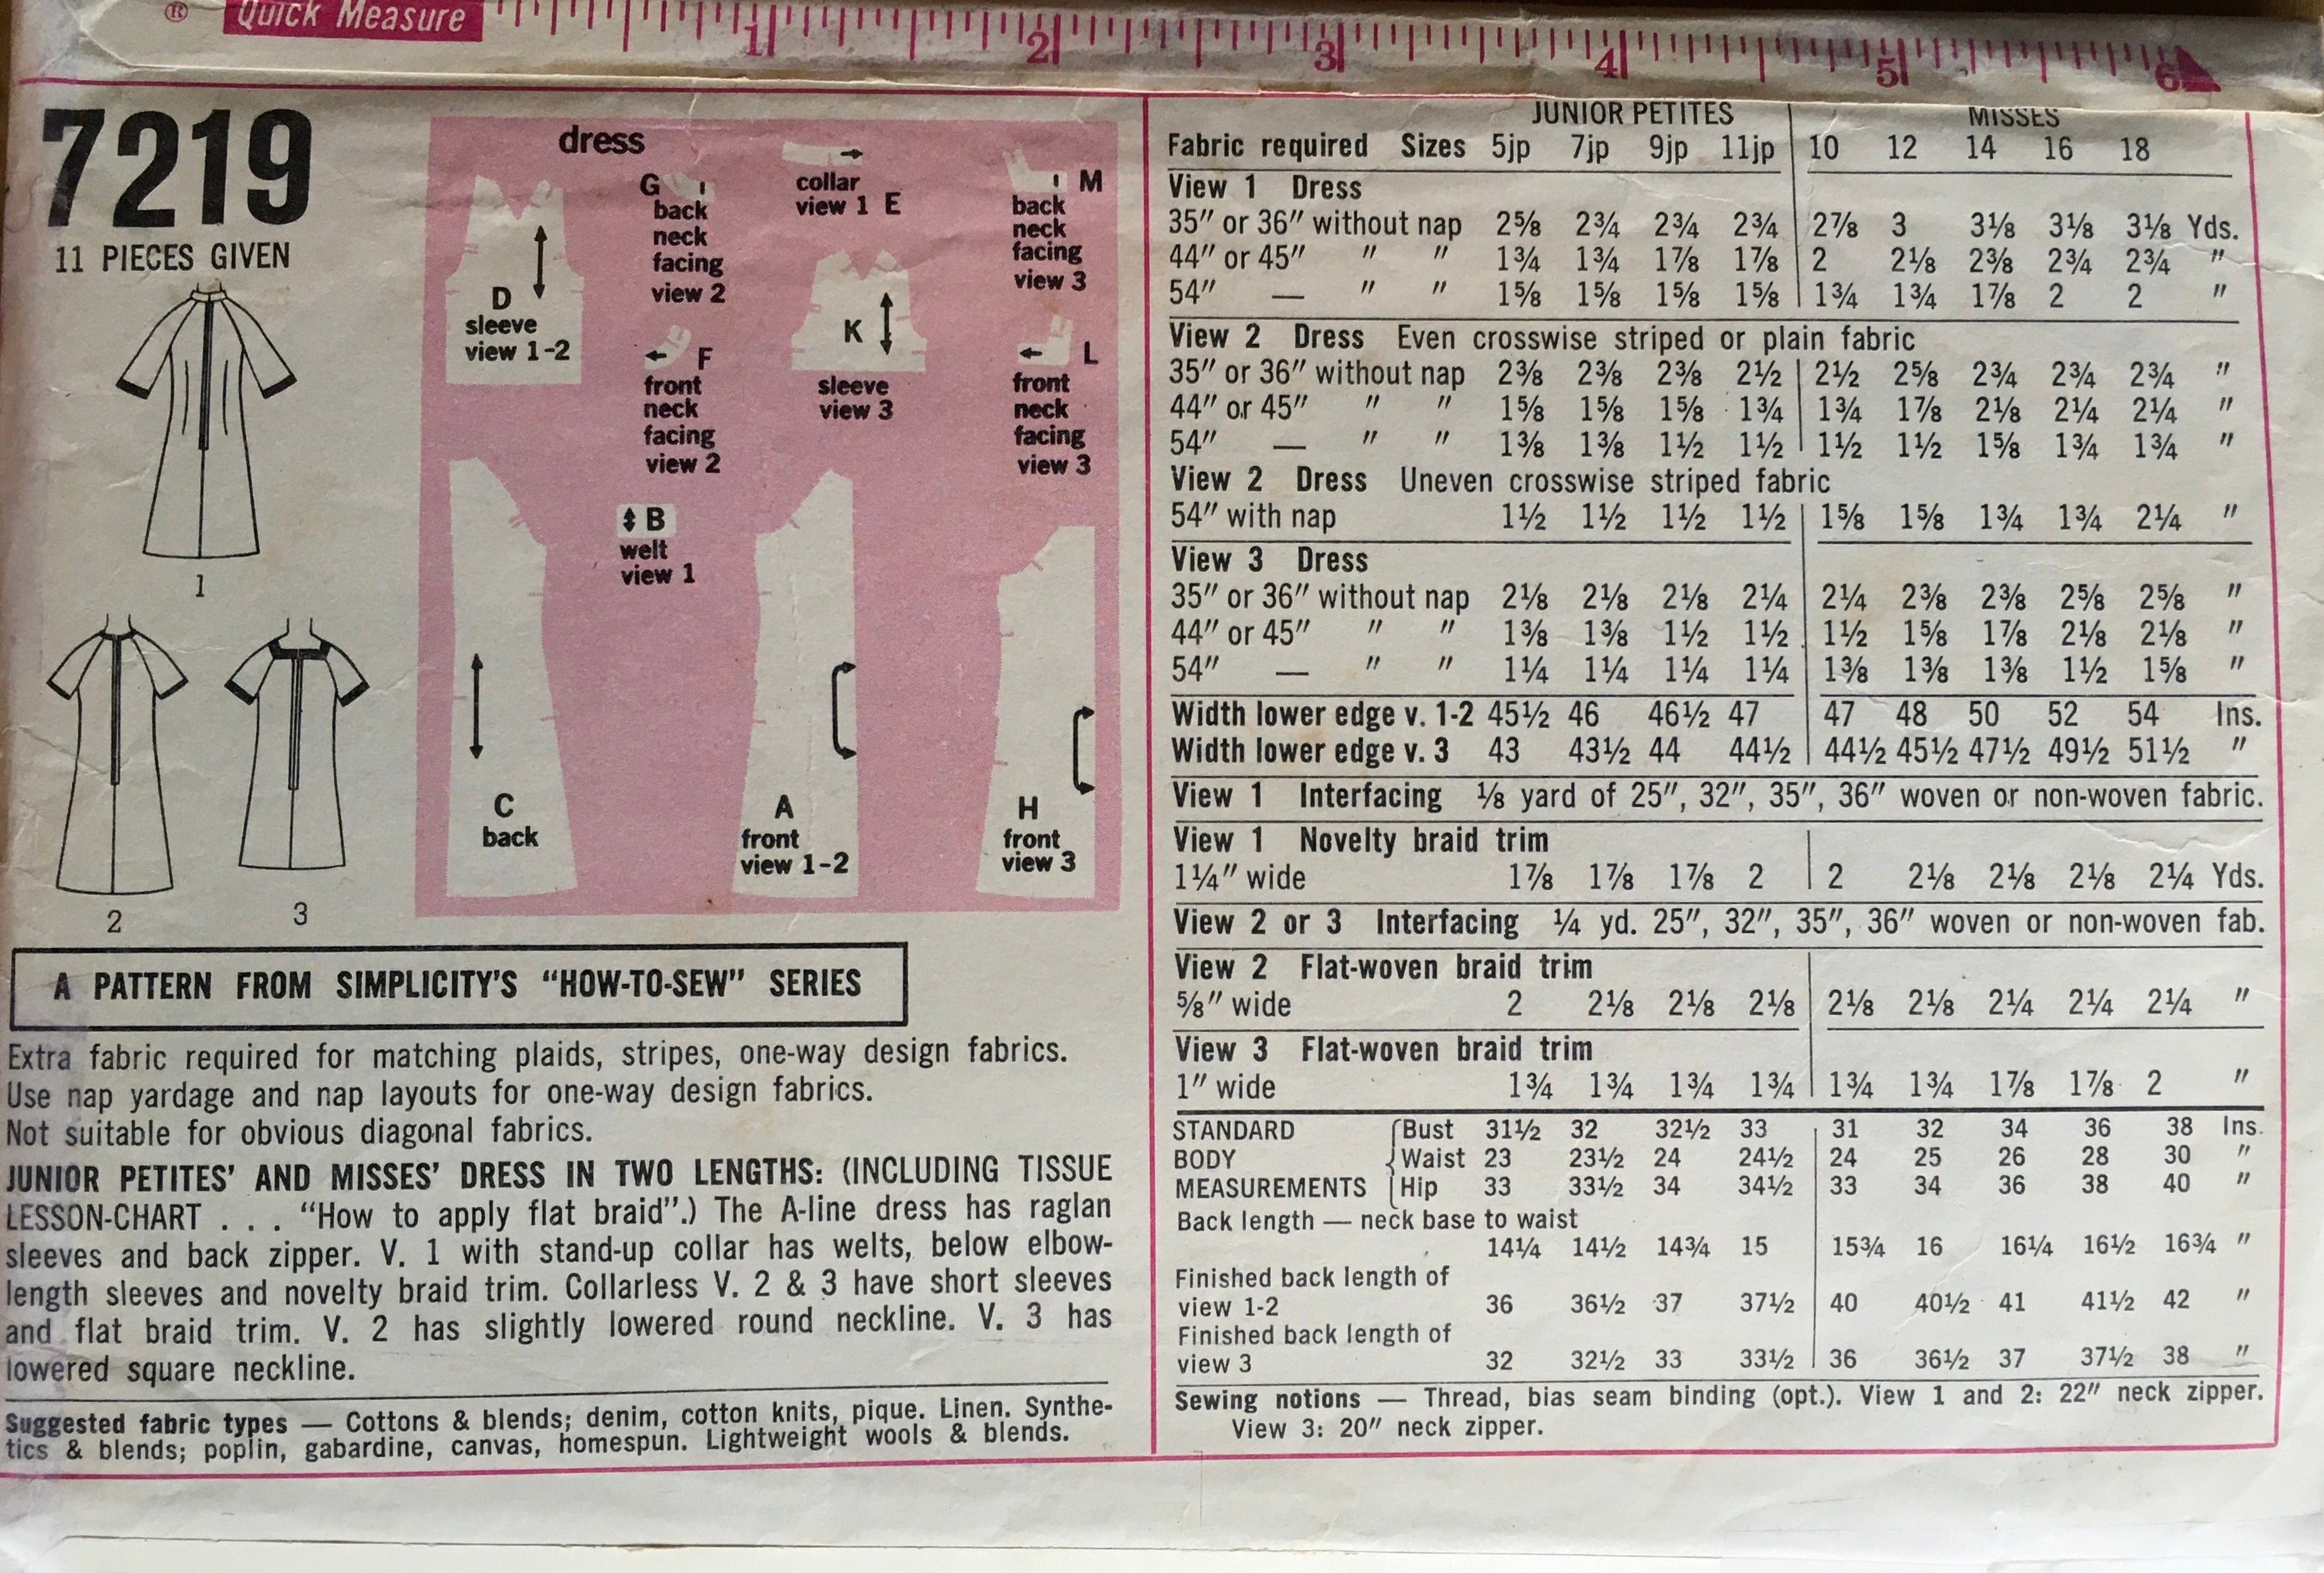 ® Quick Measure
1 2 3 4 5 6
7219
11 PIECES GIVEN
1
2
3
dress
D
sleeve
view 1-2
G
back
neck
facing
view 2
F
front
neck
facing
view 2
B
welt
view 1
collar
view 1 E
K
sleeve
view 3
M
back
neck
facing
view 3
L
front
neck
facing
view 3
C
back
A
front
view 1-2
H
front
view 3
A PATTERN FROM SIMPLICITY'S “HOW-TO-SEW” SERIES
Extra fabric required for matching plaids, stripes, one-way design fabrics.
Use nap yardage and nap layouts for one-way design fabrics.
Not suitable for obvious diagonal fabrics.
JUNIOR PETITES' AND MISSES' DRESS IN TWO LENGTHS: (INCLUDING TISSUE
LESSON-CHART . . . “How to apply flat braid”.) The A-line dress has raglan
sleeves and back zipper. V. 1 with stand-up collar has welts, below elbow-
length sleeves and novelty braid trim. Collarless V. 2 & 3 have short sleeves
and flat braid trim. V. 2 has slightly lowered round neckline. V. 3 has
lowered square neckline.
Suggested fabric types — Cottons & blends; denim, cotton knits, pique. Linen. Synthe-
tics & blends; poplin, gabardine, canvas, homespun. Lightweight wools & blends.
JUNIOR PETITES MISSES
Fabric required Sizes 5jp 7jp 9jp 11jp 10 12 14 16 18
View 1 Dress
35″ or 36″ without nap 2⅝ 2¾ 2¾ 2¾ 2⅞ 3 3⅛ 3⅛ 3⅛ Yds.
44″ or 45″ ″ ″ 1¾ 1¾ 1⅞ 1⅞ 2 2⅛ 2⅜ 2¾ 2¾ ″
54″ — ″ ″ 1⅝ 1⅝ 1⅝ 1⅝ 1¾ 1¾ 1⅞ 2 2 ″
View 2 Dress Even crosswise striped or plain fabric
35″ or 36″ without nap 2⅜ 2⅜ 2⅜ 2½ 2½ 2⅝ 2¾ 2¾ 2¾ ″
44″ or 45″ ″ ″ 1⅝ 1⅝ 1⅝ 1¾ 1¾ 1⅞ 2⅛ 2¼ 2¼ ″
54″ — ″ ″ 1⅜ 1⅜ 1½ 1½ 1½ 1½ 1⅝ 1¾ 1¾ ″
View 2 Dress Uneven crosswise striped fabric
54″ with nap 1½ 1½ 1½ 1½ 1⅝ 1⅝ 1¾ 1¾ 2¼ ″
View 3 Dress
35″ or 36″ without nap 2⅛ 2⅛ 2⅛ 2¼ 2¼ 2⅜ 2⅜ 2⅝ 2⅝ ″
44″ or 45″ ″ ″ 1⅜ 1⅜ 1½ 1½ 1½ 1⅝ 1⅞ 2⅛ 2⅛ ″
54″ — ″ ″ 1¼ 1¼ 1¼ 1¼ 1⅜ 1⅜ 1⅜ 1½ 1⅝ ″
Width lower edge v. 1-2 45½ 46 46½ 47 47 48 50 52 54 Ins.
Width lower edge v. 3 43 43½ 44 44½ 44½ 45½ 47½ 49½ 51½ ″
View 1 Interfacing ⅛ yard of 25″, 32″, 35″, 36″ woven or non-woven fabric.
View 1 Novelty braid trim
1¼″ wide 1⅞ 1⅞ 1⅞ 2 2 2⅛ 2⅛ 2⅛ 2¼ Yds.
View 2 or 3 Interfacing ¼ yd. 25″, 32″, 35″, 36″ woven or non-woven fab.
View 2 Flat-woven braid trim
⅝″ wide 2 2⅛ 2⅛ 2⅛ 2⅛ 2⅛ 2¼ 2¼ 2¼ ″
View 3 Flat-woven braid trim
1″ wide 1¾ 1¾ 1¾ 1¾ 1¾ 1¾ 1⅞ 1⅞ 2 ″
STANDARD Bust 31½ 32 32½ 33 31 32 34 36 38 Ins.
BODY Waist 23 23½ 24 24½ 24 25 26 28 30 ″
MEASUREMENTS Hip 33 33½ 34 34½ 33 34 36 38 40 ″
Back length — neck base to waist
14¼ 14½ 14¾ 15 15¾ 16 16¼ 16½ 16¾ ″
Finished back length of
view 1-2 36 36½ 37 37½ 40 40½ 41 41½ 42 ″
Finished back length of
view 3 32 32½ 33 33½ 36 36½ 37 37½ 38 ″
Sewing notions — Thread, bias seam binding (opt.). View 1 and 2: 22″ neck zipper.
View 3: 20″ neck zipper.